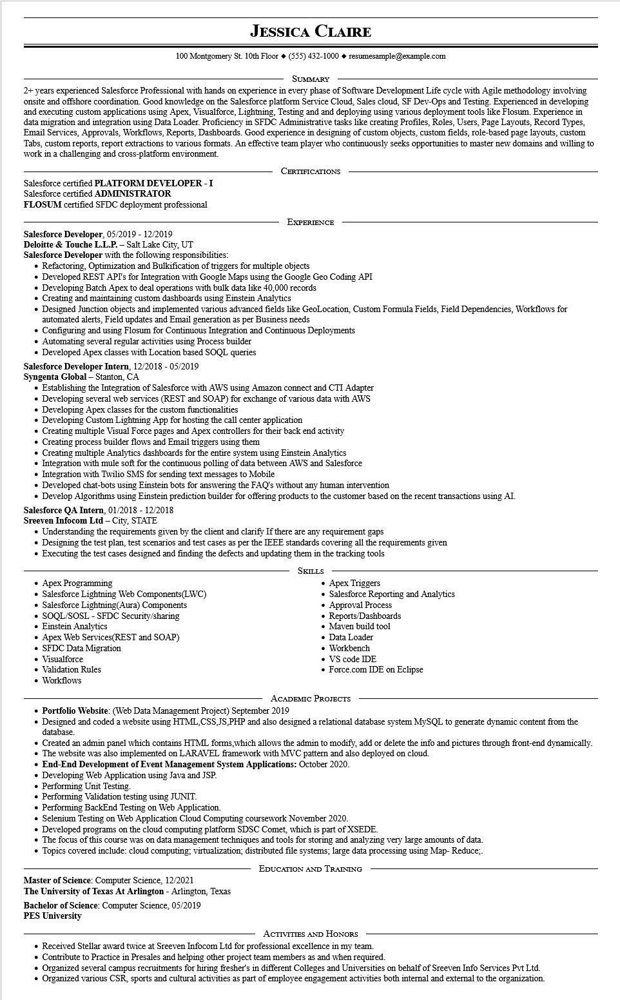 Jessica Claire
100 Montgomery St. 10th Floor ◆ (555) 432-1000 ◆ resumesample@example.com
Summary
2+ years experienced Salesforce Professional with hands on experience in every phase of Software Development Life cycle with Agile methodology involving
onsite and offshore coordination. Good knowledge on the Salesforce platform Service Cloud, Sales cloud, SF Dev-Ops and Testing. Experienced in developing
and executing custom applications using Apex, Visualforce, Lightning, Testing and and deploying using various deployment tools like Flosum. Experience in
data migration and integration using Data Loader. Proficiency in SFDC Administrative tasks like creating Profiles, Roles, Users, Page Layouts, Record Types,
Email Services, Approvals, Workflows, Reports, Dashboards. Good experience in designing of custom objects, custom fields, role-based page layouts, custom
Tabs, custom reports, report extractions to various formats. An effective team player who continuously seeks opportunities to master new domains and willing to
work in a challenging and cross-platform environment.
Certifications
Salesforce certified PLATFORM DEVELOPER - I
Salesforce certified ADMINISTRATOR
FLOSUM certified SFDC deployment professional
Experience
Salesforce Developer, 05/2019 - 12/2019
Deloitte & Touche L.L.P. – Salt Lake City, UT
Salesforce Developer with the following responsibilities:
• Refactoring, Optimization and Bulkification of triggers for multiple objects
• Developed REST API's for Integration with Google Maps using the Google Geo Coding API
• Developing Batch Apex to deal operations with bulk data like 40,000 records
• Creating and maintaining custom dashboards using Einstein Analytics
• Designed Junction objects and implemented various advanced fields like GeoLocation, Custom Formula Fields, Field Dependencies, Workflows for
automated alerts, Field updates and Email generation as per Business needs
• Configuring and using Flosum for Continuous Integration and Continuous Deployments
• Automating several regular activities using Process builder
• Developed Apex classes with Location based SOQL queries
Salesforce Developer Intern, 12/2018 - 05/2019
Syngenta Global – Stanton, CA
• Establishing the Integration of Salesforce with AWS using Amazon connect and CTI Adapter
• Developing several web services (REST and SOAP) for exchange of various data with AWS
• Developing Apex classes for the custom functionalities
• Developing Custom Lightning App for hosting the call center application
• Creating multiple Visual Force pages and Apex controllers for their back end activity
• Creating process builder flows and Email triggers using them
• Creating multiple Analytics dashboards for the entire system using Einstein Analytics
• Integration with mule soft for the continuous polling of data between AWS and Salesforce
• Integration with Twilio SMS for sending text messages to Mobile
• Developed chat-bots using Einstein bots for answering the FAQ's without any human intervention
• Develop Algorithms using Einstein prediction builder for offering products to the customer based on the recent transactions using AI.
Salesforce QA Intern, 01/2018 - 12/2018
Sreeven Infocom Ltd – City, STATE
• Understanding the requirements given by the client and clarify If there are any requirement gaps
• Designing the test plan, test scenarios and test cases as per the IEEE standards covering all the requirements given
• Executing the test cases designed and finding the defects and updating them in the tracking tools
Skills
• Apex Programming
• Salesforce Lightning Web Components(LWC)
• Salesforce Lightning(Aura) Components
• SOQL/SOSL - SFDC Security/sharing
• Einstein Analytics
• Apex Web Services(REST and SOAP)
• SFDC Data Migration
• Visualforce
• Validation Rules
• Workflows
• Apex Triggers
• Salesforce Reporting and Analytics
• Approval Process
• Reports/Dashboards
• Maven build tool
• Data Loader
• Workbench
• VS code IDE
• Force.com IDE on Eclipse
Academic Projects
• Portfolio Website: (Web Data Management Project) September 2019
• Designed and coded a website using HTML,CSS,JS,PHP and also designed a relational database system MySQL to generate dynamic content from the
database.
• Created an admin panel which contains HTML forms,which allows the admin to modify, add or delete the info and pictures through front-end dynamically.
• The website was also implemented on LARAVEL framework with MVC pattern and also deployed on cloud.
• End-End Development of Event Management System Applications: October 2020.
• Developing Web Application using Java and JSP.
• Performing Unit Testing.
• Performing Validation testing using JUNIT.
• Performing BackEnd Testing on Web Application.
• Selenium Testing on Web Application Cloud Computing coursework November 2020.
• Developed programs on the cloud computing platform SDSC Comet, which is part of XSEDE.
• The focus of this course was on data management techniques and tools for storing and analyzing very large amounts of data.
• Topics covered include: cloud computing; virtualization; distributed file systems; large data processing using Map- Reduce;.
Education and Training
Master of Science: Computer Science, 12/2021
The University of Texas At Arlington - Arlington, Texas
Bachelor of Science: Computer Science, 05/2019
PES University
Activities and Honors
• Received Stellar award twice at Sreeven Infocom Ltd for professional excellence in my team.
• Contribute to Practice in Presales and helping other project team members as and when required.
• Organized several campus recruitments for hiring fresher's in different Colleges and Universities on behalf of Sreeven Info Services Pvt Ltd.
• Organized various CSR, sports and cultural activities as part of employee engagement activities both internal and external to the organization.